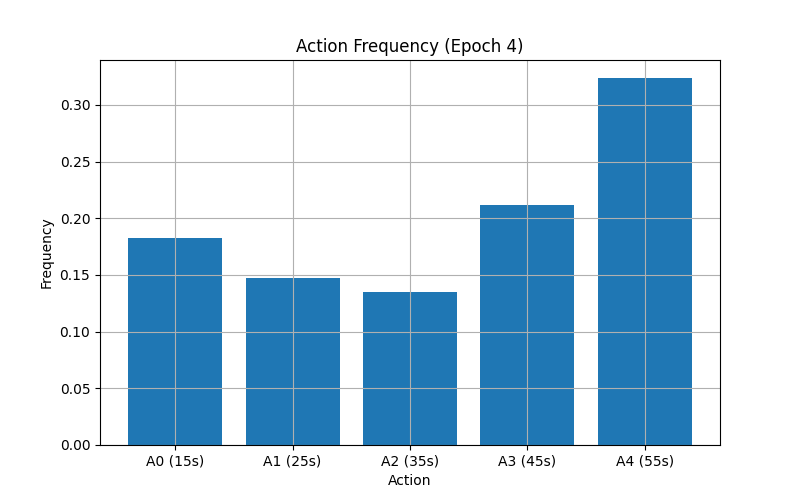 Action Frequency (Epoch 4)
Frequency
0.30
0.25
0.20
0.15
0.10
0.05
0.00
A0 (15s) A1 (25s) A2 (35s) A3 (45s) A4 (55s)
Action